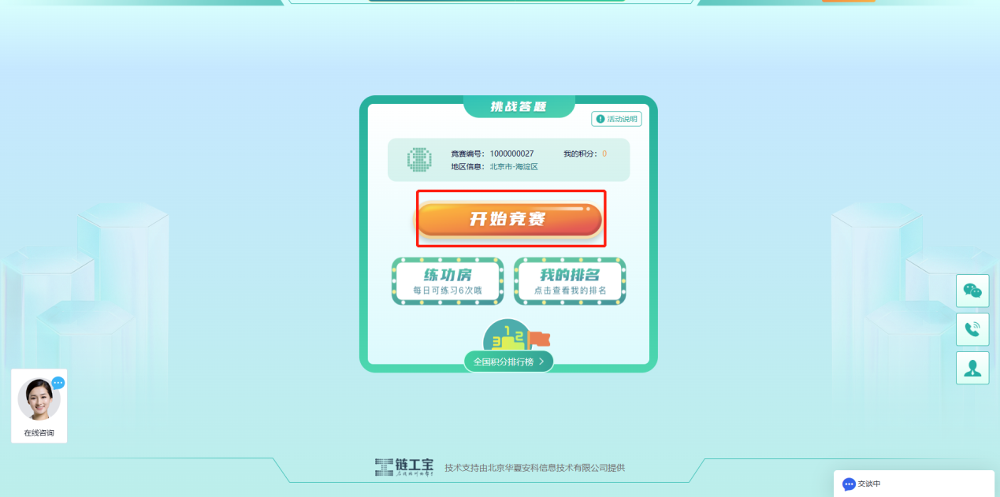 挑战答题
活动说明
竞赛编号： 1000000027 我的积分： 0
地区信息： 北京市-海淀区
开始竞赛
练功房
每日可练习6次哦
我的排名
点击查看我的排名
1
3 2
全国积分排行榜 >
在线咨询
链工宝
技术支持由北京华夏安科信息技术有限公司提供
交谈中